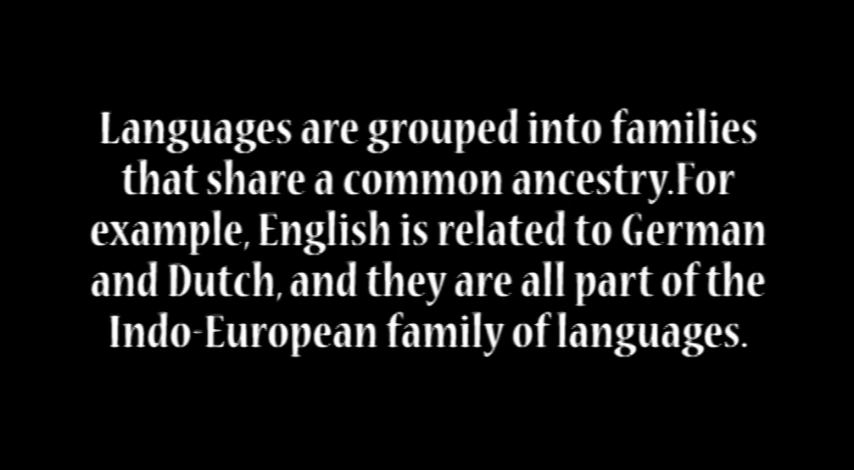 Languages are grouped into families
that share a common ancestry.For
example, English is related to German
and Dutch, and they are all part of the
Indo-European family of languages.